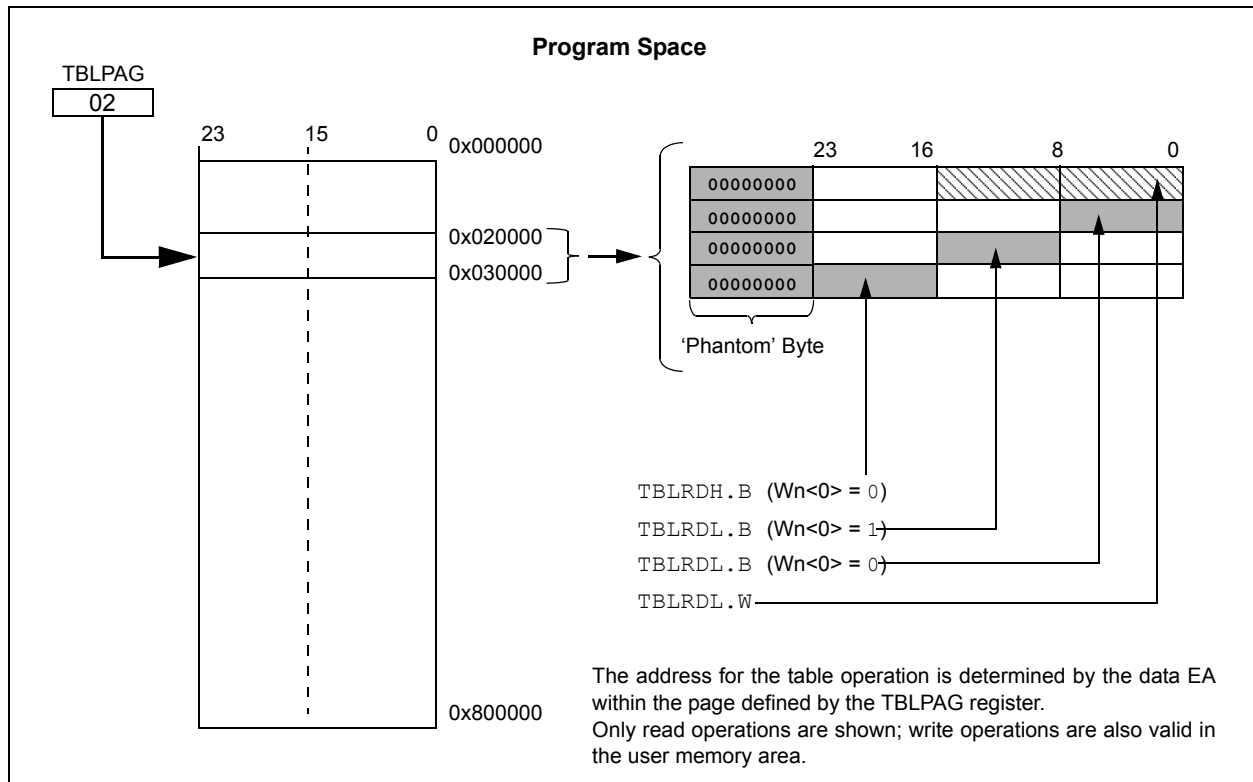 Program Space
TBLPAG
02
23 15 0
0x000000
0x020000
0x030000
0x800000
23 16 8 0
00000000
00000000
00000000
00000000
‘Phantom’ Byte
TBLRDH.B (Wn<0> = 0)
TBLRDL.B (Wn<0> = 1)
TBLRDL.B (Wn<0> = 0)
TBLRDL.W
The address for the table operation is determined by the data EA
within the page defined by the TBLPAG register.
Only read operations are shown; write operations are also valid in
the user memory area.